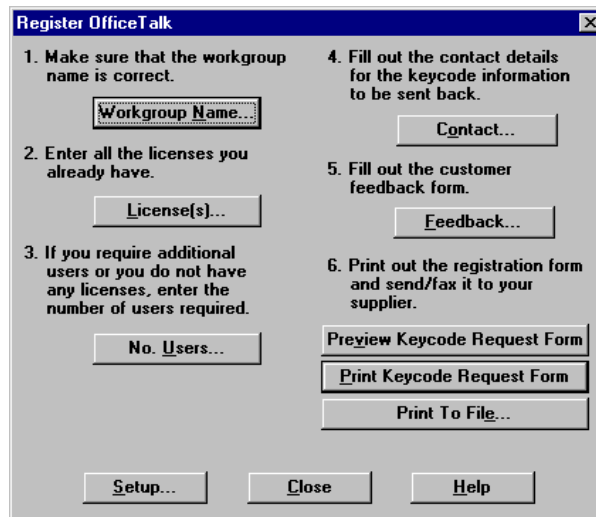 Register OfficeTalk
1. Make sure that the workgroup
name is correct.
Workgroup Name...
2. Enter all the licenses you
already have.
License(s)...
3. If you require additional
users or you do not have
any licenses, enter the
number of users required.
No. Users...
4. Fill out the contact details
for the keycode information
to be sent back.
Contact...
5. Fill out the customer
feedback form.
Feedback...
6. Print out the registration form
and send/fax it to your
supplier.
Preview Keycode Request Form
Print Keycode Request Form
Print To File...
Setup...
Close
Help